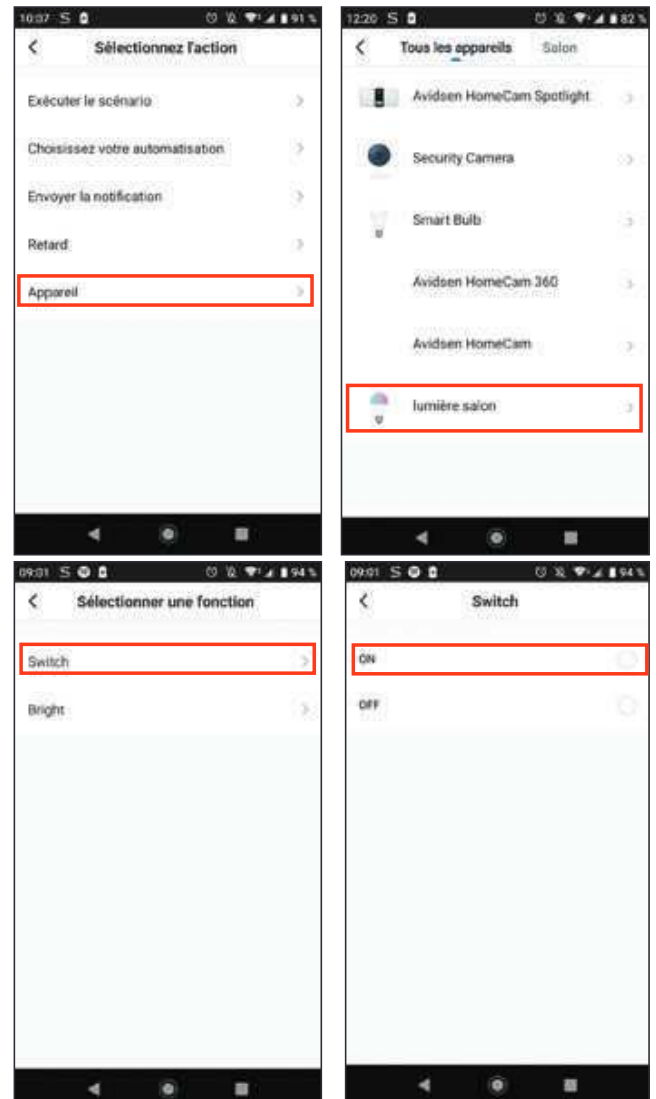 10:07 S 91 %
Sélectionnez l'action
Exécuter le scénario
Choisissez votre automatisation
Envoyer la notification
Retard
Appareil
12:20 S 82 %
Tous les appareils Salon
Avidsen HomeCam Spotlight
Security Camera
Smart Bulb
Avidsen HomeCam 360
Avidsen HomeCam
lumière salon
09:01 S 94 %
Sélectionner une fonction
Switch
Bright
09:01 S 94 %
Switch
ON
OFF